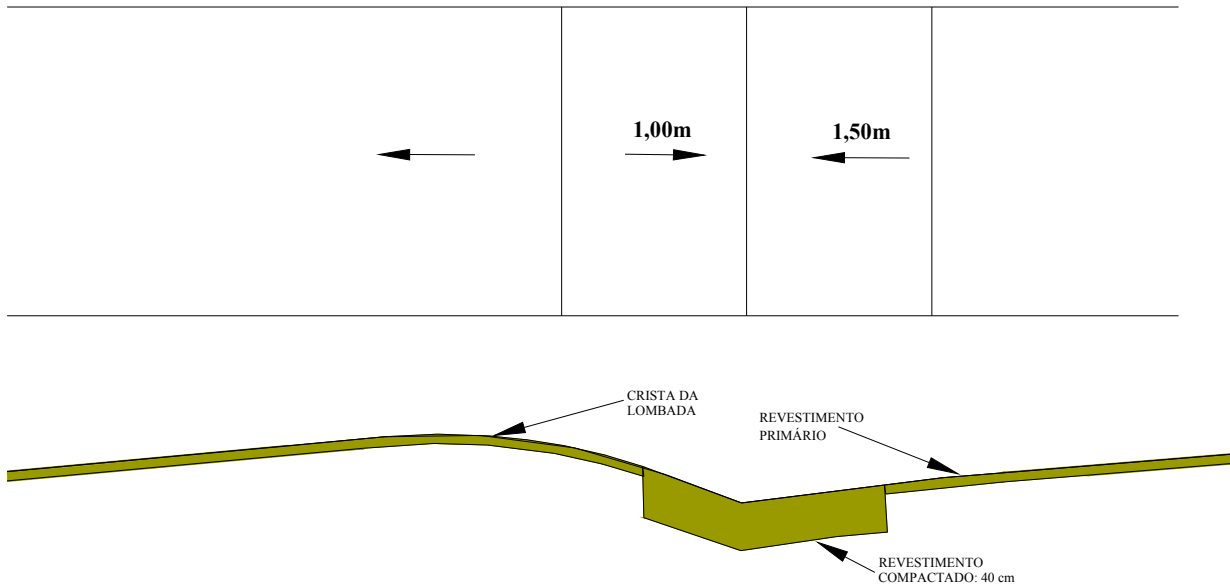 1,00m
1,50m
CRISTA DA
LOMBADA
REVESTIMENTO
PRIMÁRIO
REVESTIMENTO
COMPACTADO: 40 cm